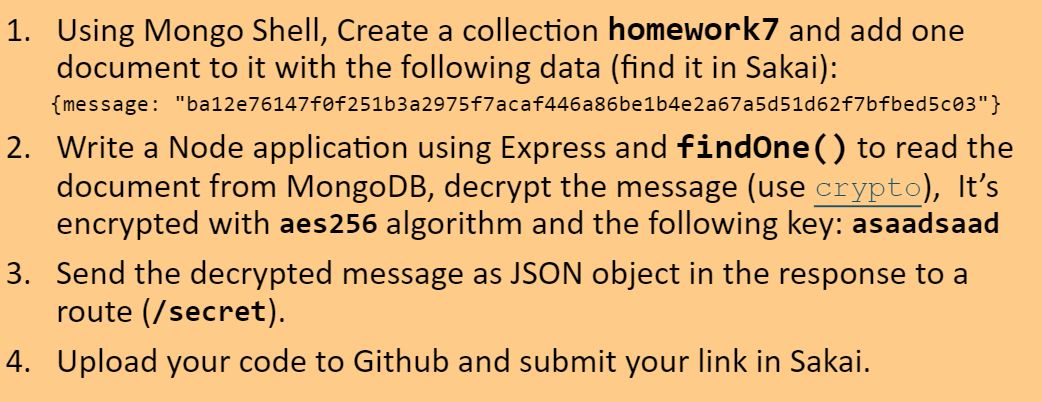 1. Using Mongo Shell, Create a collection homework7 and add one
document to it with the following data (find it in Sakai):
{message: "ba12e76147f0f251b3a2975f7acaf446a86be1b4e2a67a5d51d62f7bfbed5c03"}
2. Write a Node application using Express and findOne() to read the
document from MongoDB, decrypt the message (use crypto), It's
encrypted with aes256 algorithm and the following key: asaadsaad
3. Send the decrypted message as JSON object in the response to a
route (/secret).
4. Upload your code to Github and submit your link in Sakai.